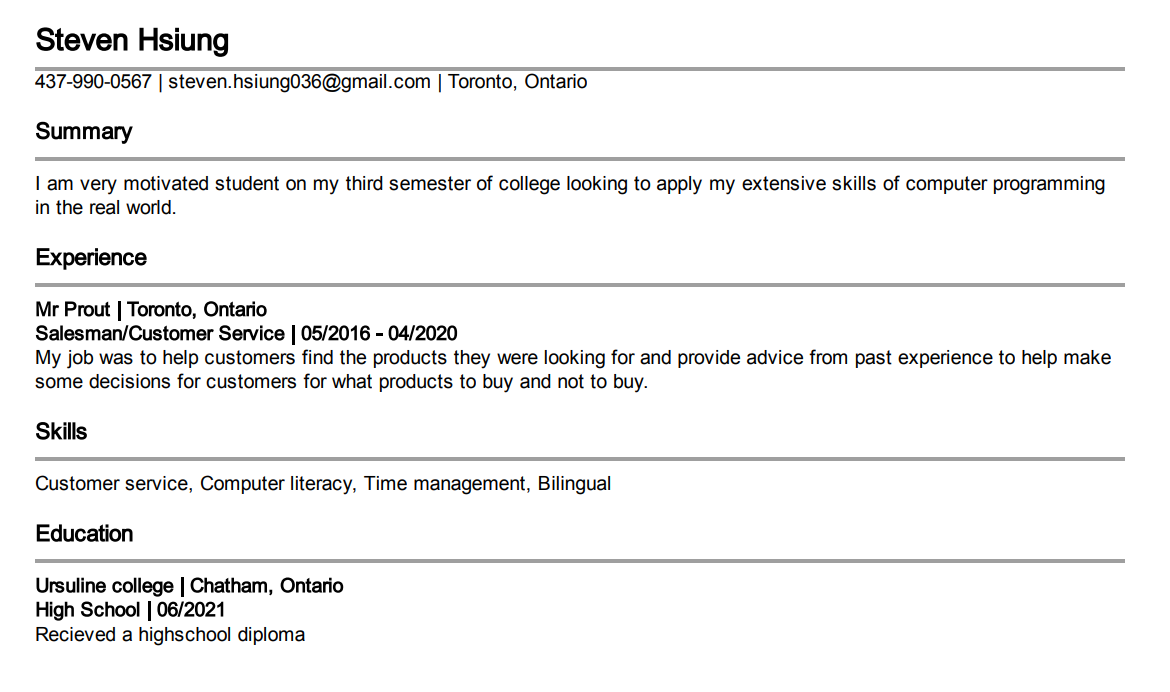 Steven Hsiung
437-990-0567 | steven.hsiung036@gmail.com | Toronto, Ontario
Summary
I am very motivated student on my third semester of college looking to apply my extensive skills of computer programming
in the real world.
Experience
Mr Prout | Toronto, Ontario
Salesman/Customer Service | 05/2016 - 04/2020
My job was to help customers find the products they were looking for and provide advice from past experience to help make
some decisions for customers for what products to buy and not to buy.
Skills
Customer service, Computer literacy, Time management, Bilingual
Education
Ursuline college | Chatham, Ontario
High School | 06/2021
Recieved a highschool diploma